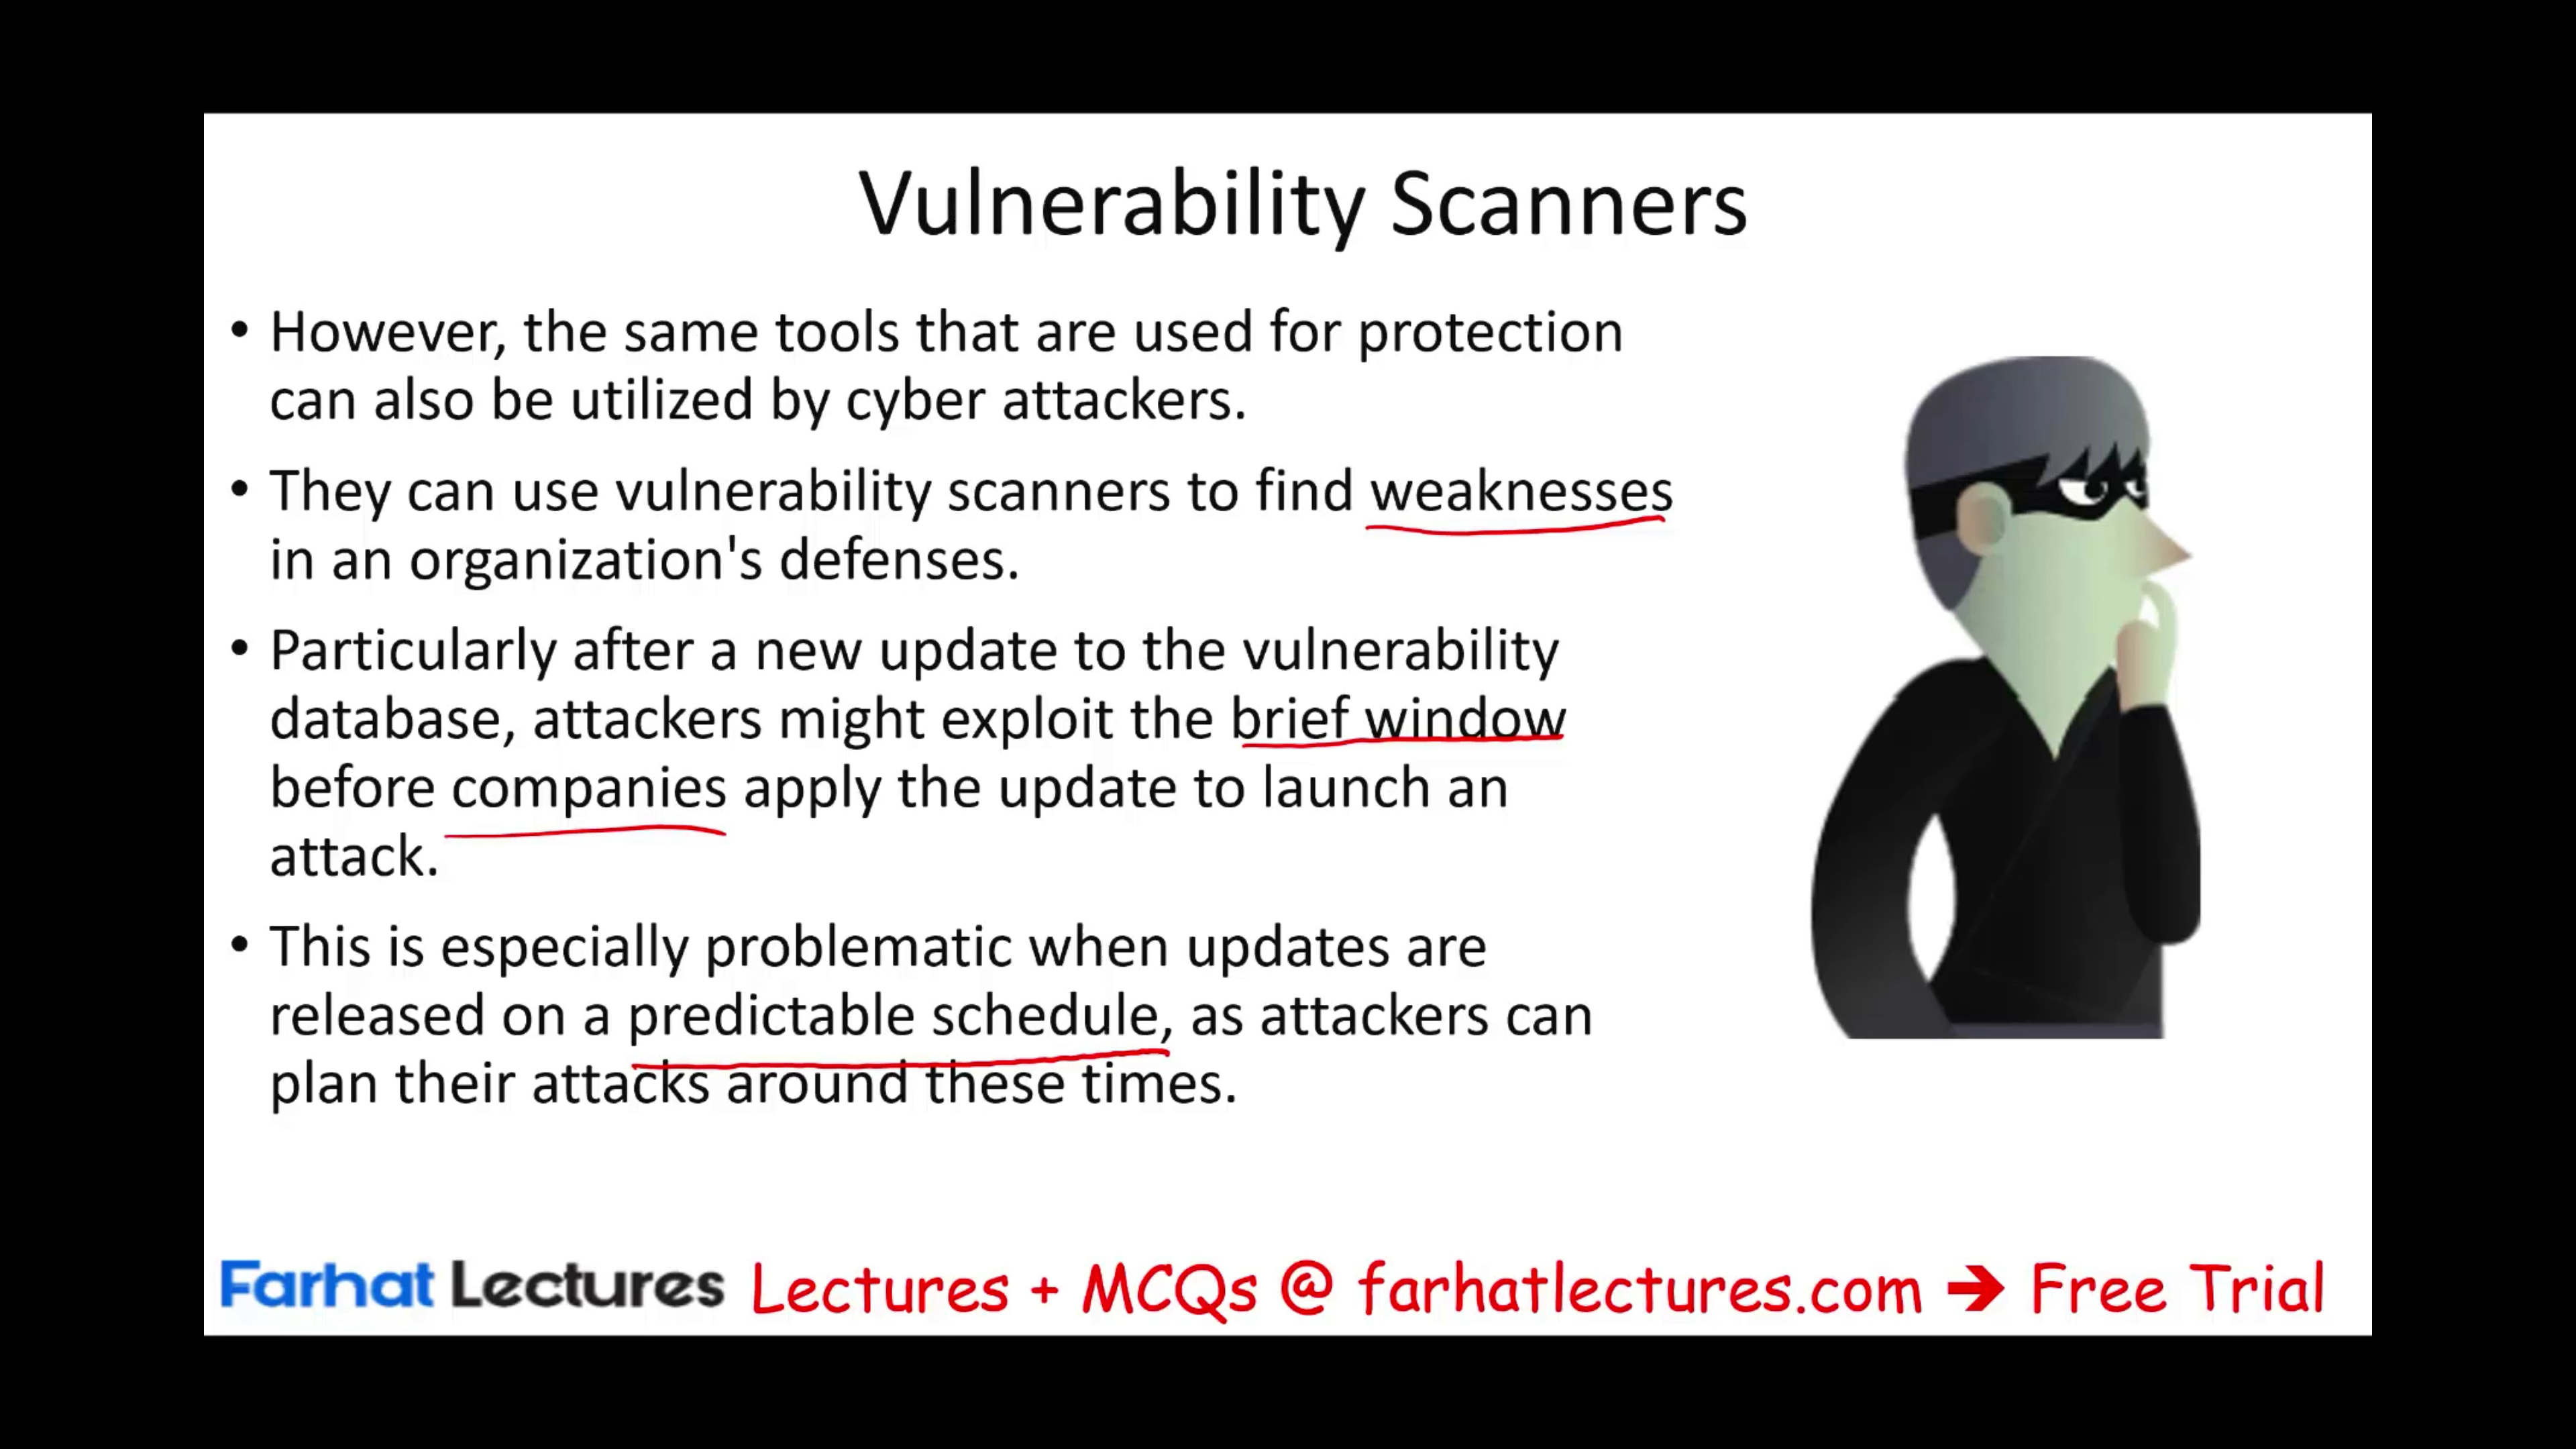 Vulnerability Scanners
• However, the same tools that are used for protection
can also be utilized by cyber attackers.
• They can use vulnerability scanners to find weaknesses
in an organization's defenses.
• Particularly after a new update to the vulnerability
database, attackers might exploit the brief window
before companies apply the update to launch an
attack.
• This is especially problematic when updates are
released on a predictable schedule, as attackers can
plan their attacks around these times.
Farhat Lectures Lectures + MCQs @ farhatlectures.com ➔ Free Trial